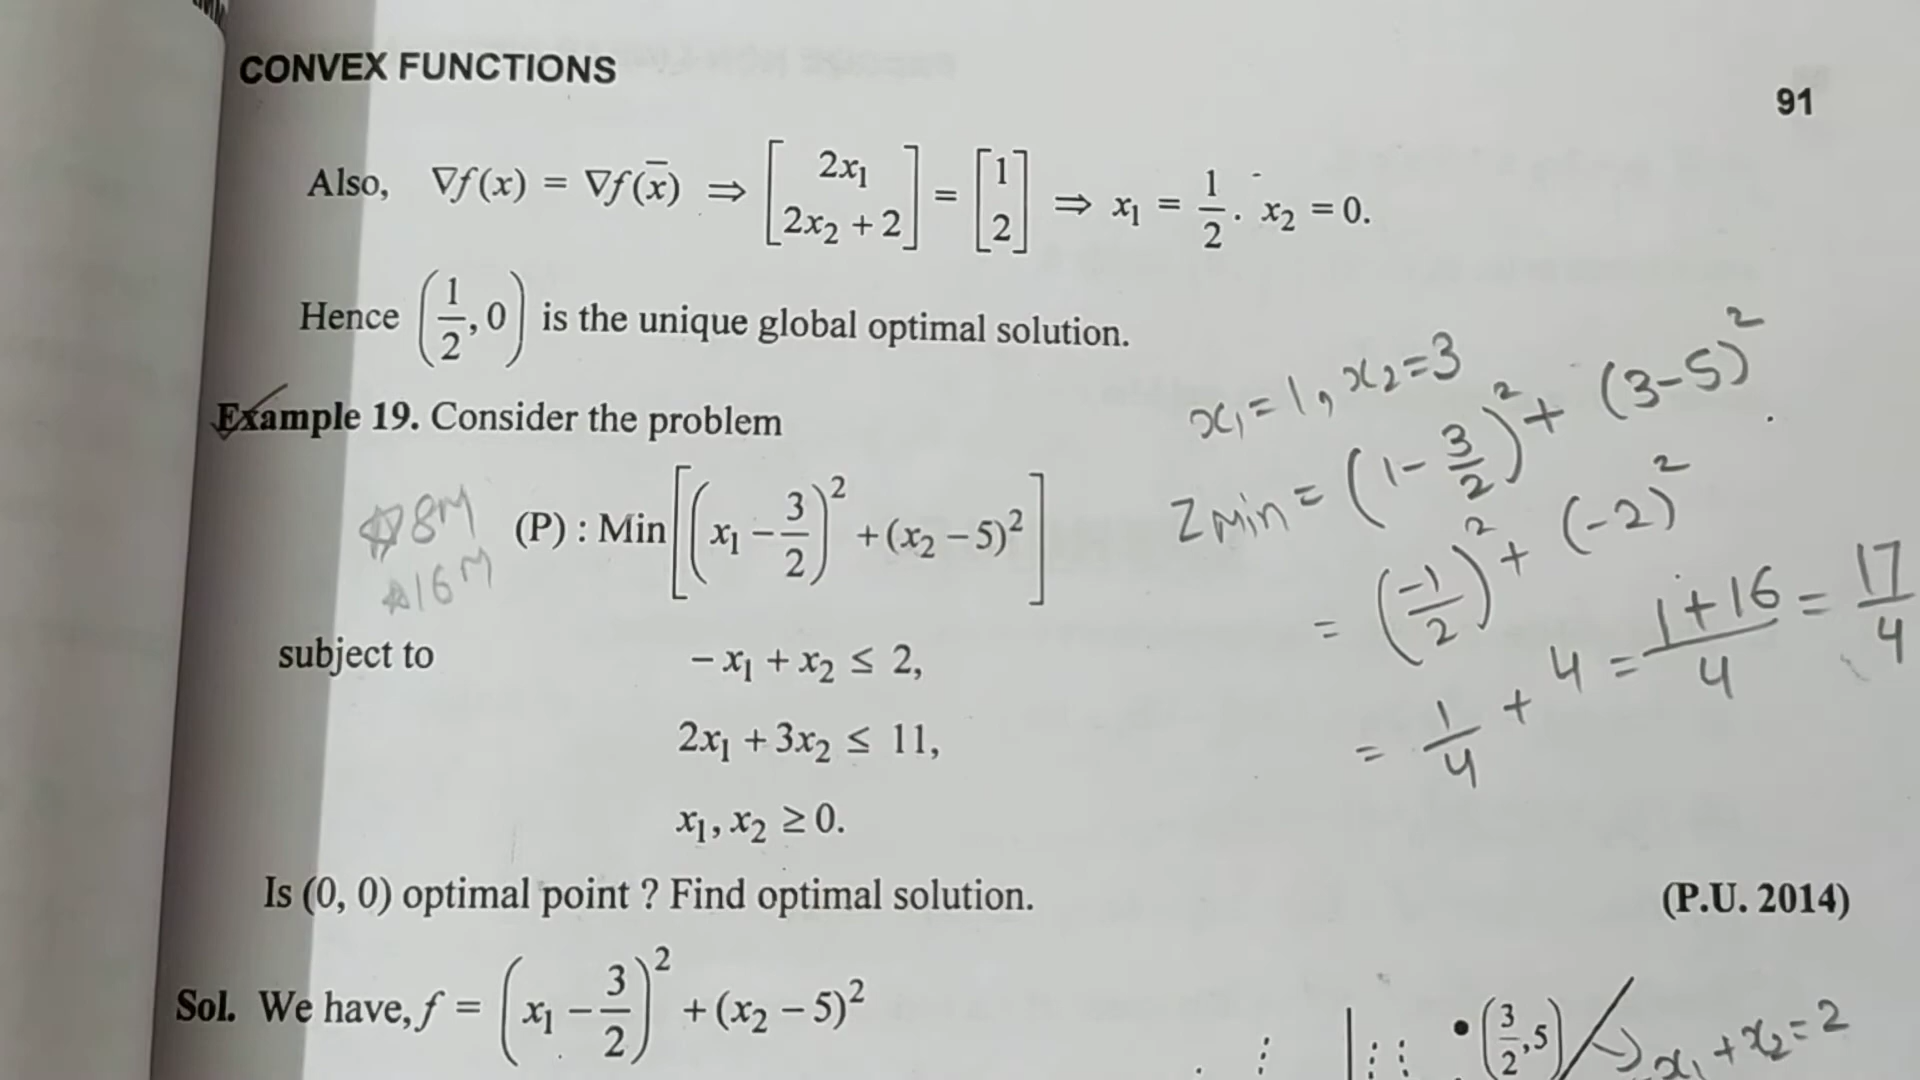 CONVEX FUNCTIONS
91
Also, ∇f(x) = ∇f(x̄) ⇒ [2x₁ 2x₂ + 2] = [1 2] ⇒ x₁ = 1/2. x₂ = 0.
Hence (1/2, 0) is the unique global optimal solution.
x₁ = 1, x₂ = 3
Example 19. Consider the problem
Z Min = (1 - 3/2)² + (3-5)²
8M
(P) : Min [(x₁ - 3/2)² + (x₂ - 5)²]
= (-1/2)² + (-2)²
16M
= 1/4 + 4 = 1+16/4 = 17/4
subject to
- x₁ + x₂ ≤ 2,
2x₁ + 3x₂ ≤ 11,
x₁, x₂ ≥ 0.
Is (0, 0) optimal point ? Find optimal solution.
(P.U. 2014)
Sol. We have, f = (x₁ - 3/2)² + (x₂ - 5)²
(3/2, 5)
-x₁ + x₂ = 2